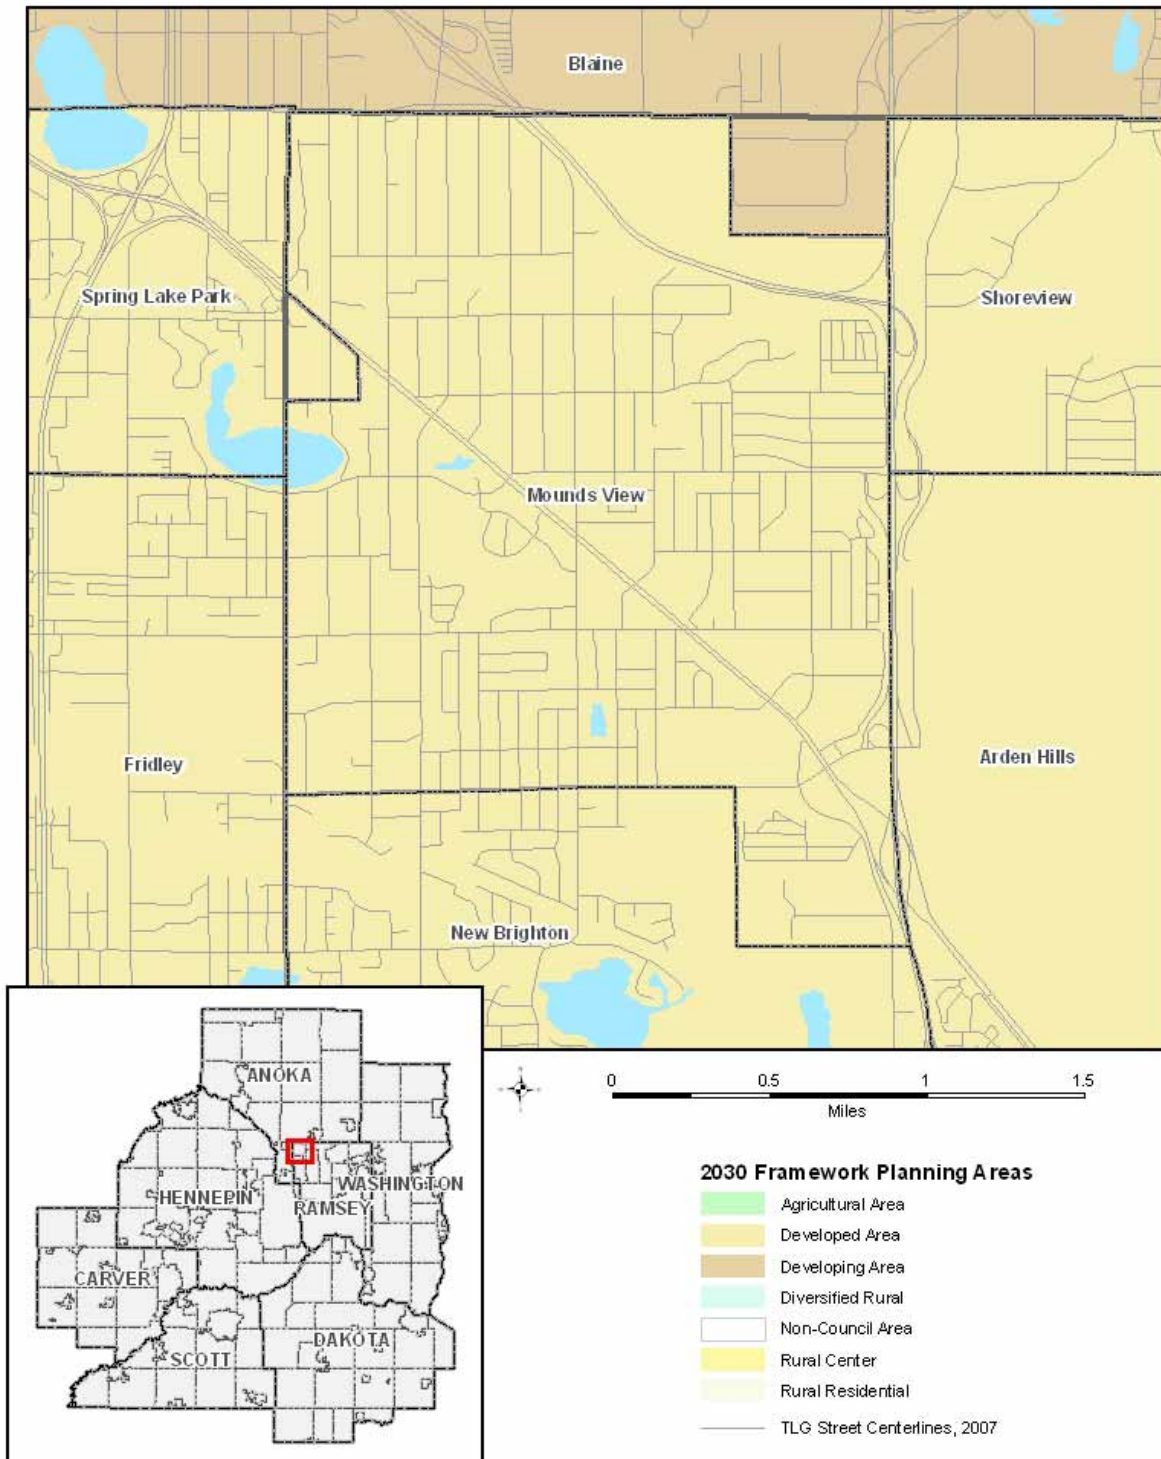 Blaine
Spring Lake Park
Shoreview
Mounds View
Fridley
Arden Hills
New Brighton
ANOKA
HENNEPIN
WASHINGTON
RAMSEY
CARVER
SCOTT
DAKOTA
0 0.5 1 1.5
Miles
2030 Framework Planning Areas
Agricultural Area
Developed Area
Developing Area
Diversified Rural
Non-Council Area
Rural Center
Rural Residential
TLG Street Centerlines, 2007